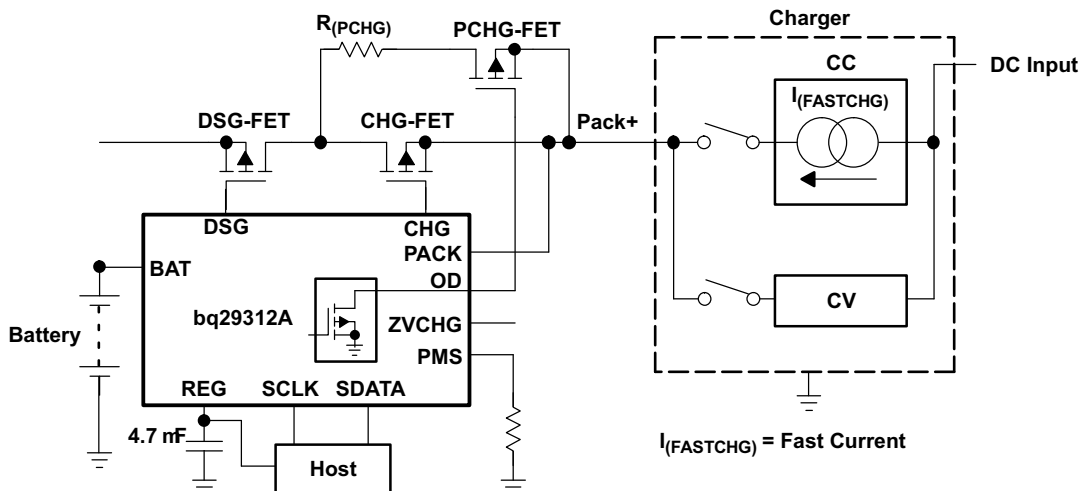 R(PCHG)
PCHG-FET
Charger
CC
DC Input
I(FASTCHG)
DSG-FET
CHG-FET
Pack+
DSG
CHG
PACK
BAT
OD
bq29312A
ZVCHG
CV
Battery
PMS
REG
SCLK
SDATA
4.7 mF
Host
I(FASTCHG) = Fast Current